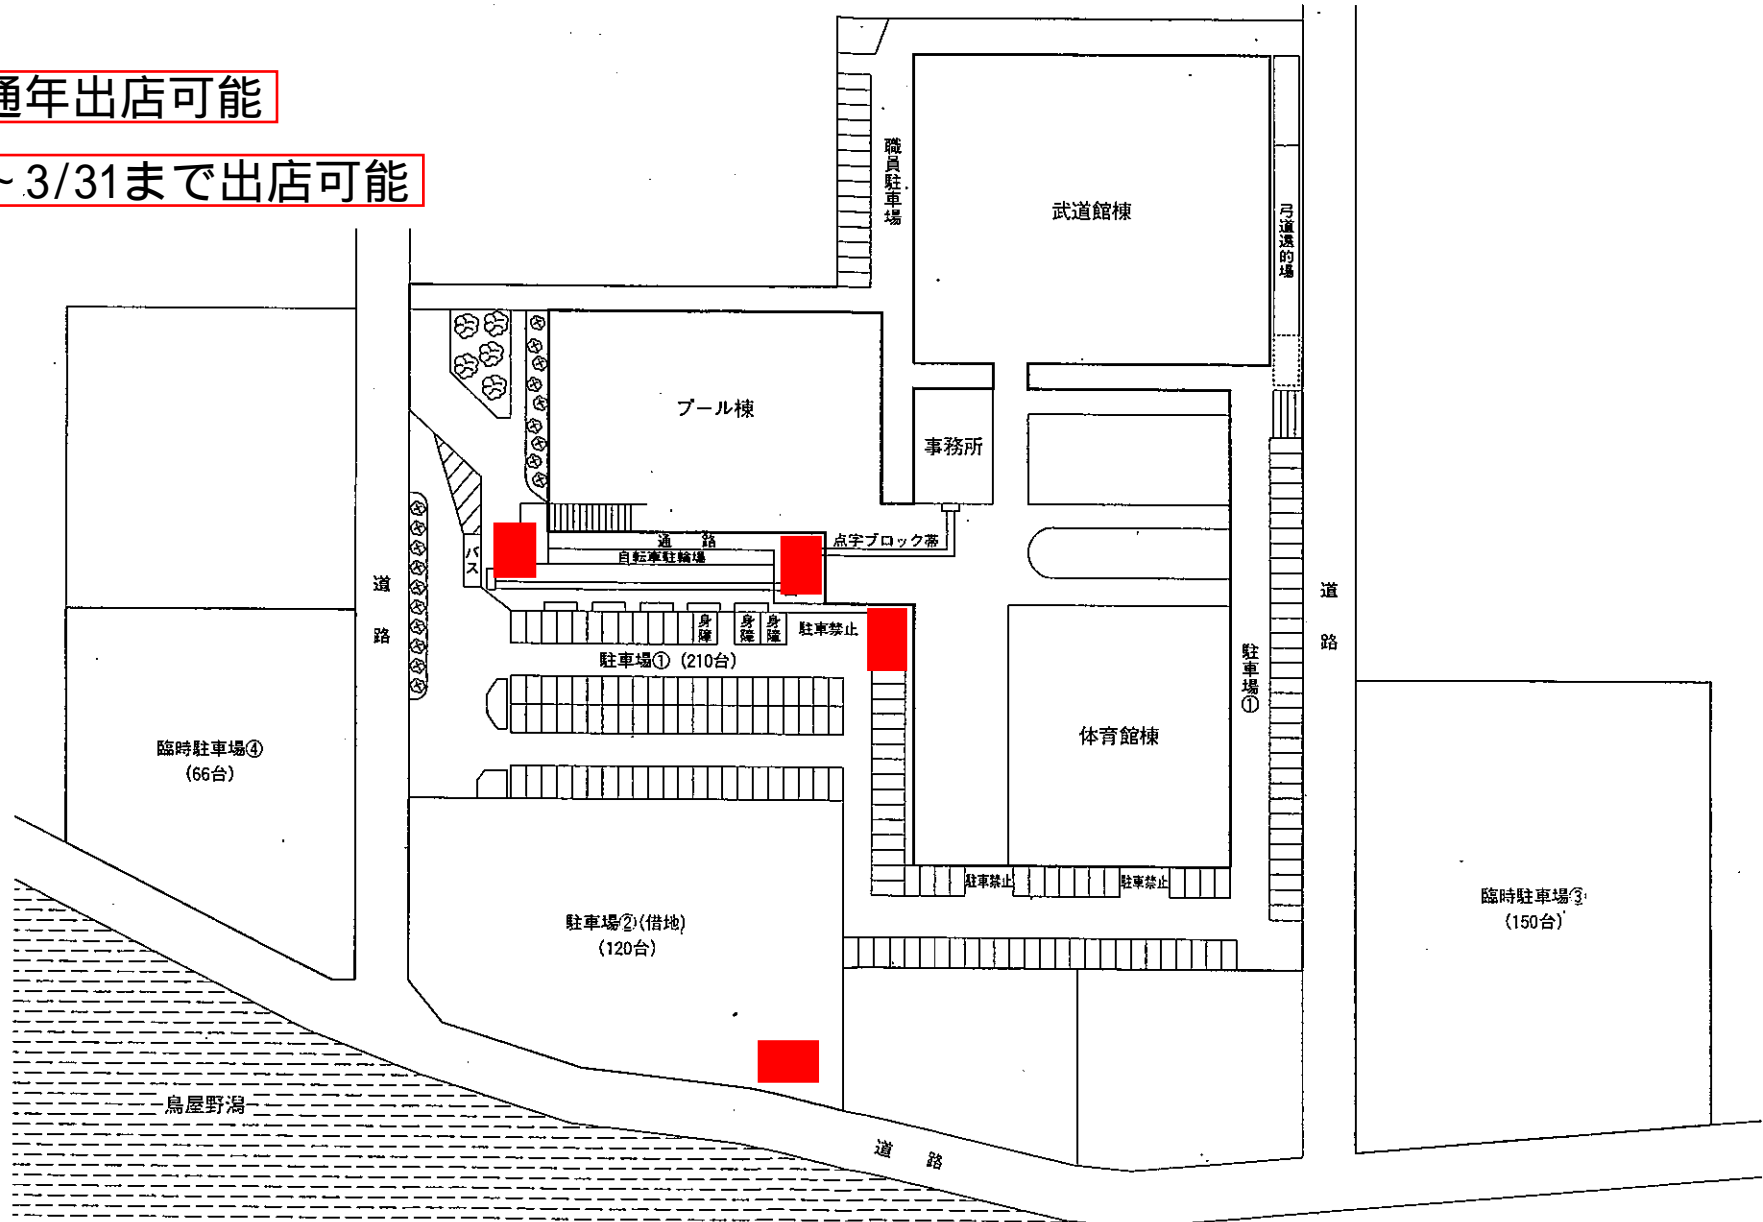 通年出店可能
~3/31まで出店可能
職員駐車場
武道館棟
弓道遠的場
プール棟
事務所
点字ブロック帯
通 路
自転車駐輪場
バス
道 路
身障
身障
身障
駐車禁止
駐車場① (210台)
道 路
駐車場①
体育館棟
臨時駐車場④
(66台)
駐車禁止
駐車禁止
駐車場②(借地)
(120台)
臨時駐車場③
(150台)
鳥屋野潟
道 路